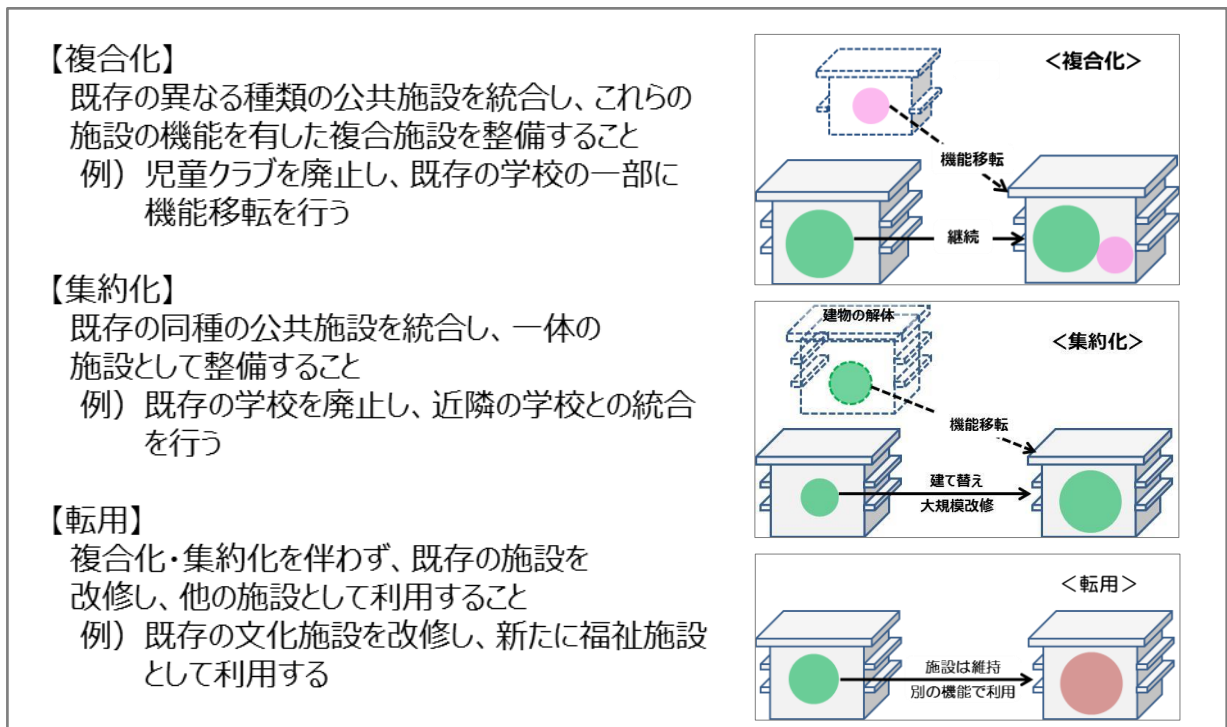 【複合化】
既存の異なる種類の公共施設を統合し、これらの
施設の機能を有した複合施設を整備すること
例）児童クラブを廃止し、既存の学校の一部に
機能移転を行う
＜複合化＞
機能移転
継続
【集約化】
既存の同種の公共施設を統合し、一体の
施設として整備すること
例）既存の学校を廃止し、近隣の学校との統合
を行う
建物の解体
＜集約化＞
機能移転
建て替え
大規模改修
【転用】
複合化・集約化を伴わず、既存の施設を
改修し、他の施設として利用すること
例）既存の文化施設を改修し、新たに福祉施設
として利用する
＜転用＞
施設は維持
別の機能で利用